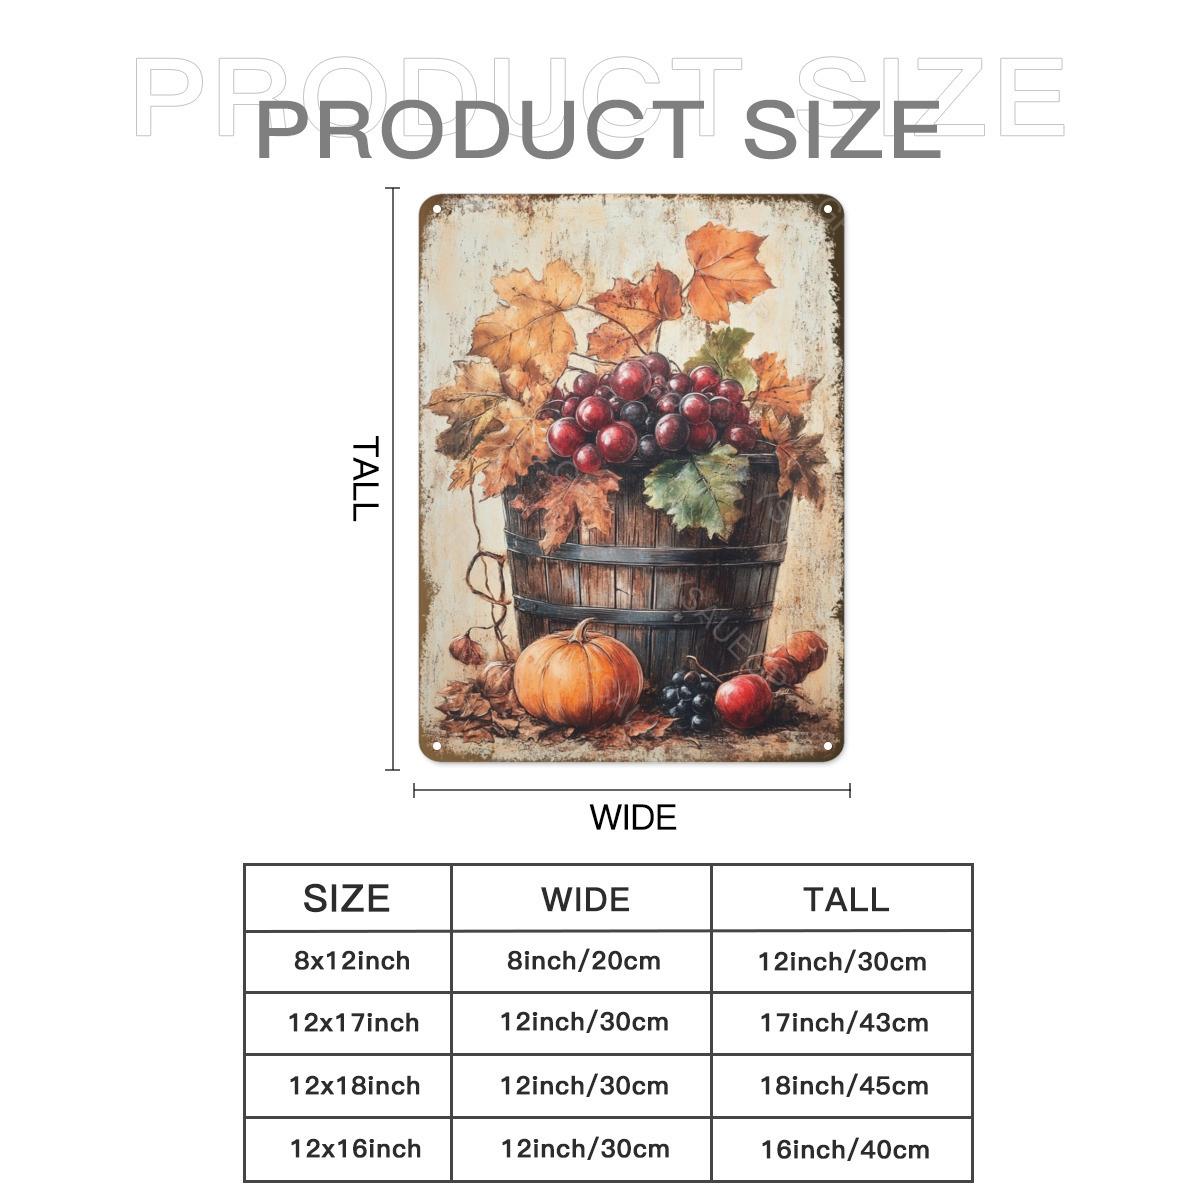 PRODUCT SIZE
PRODUCT SIZE
TALL
WIDE
SIZE WIDE TALL
8x12inch 8inch/20cm 12inch/30cm
12x17inch 12inch/30cm 17inch/43cm
12x18inch 12inch/30cm 18inch/45cm
12x16inch 12inch/30cm 16inch/40cm